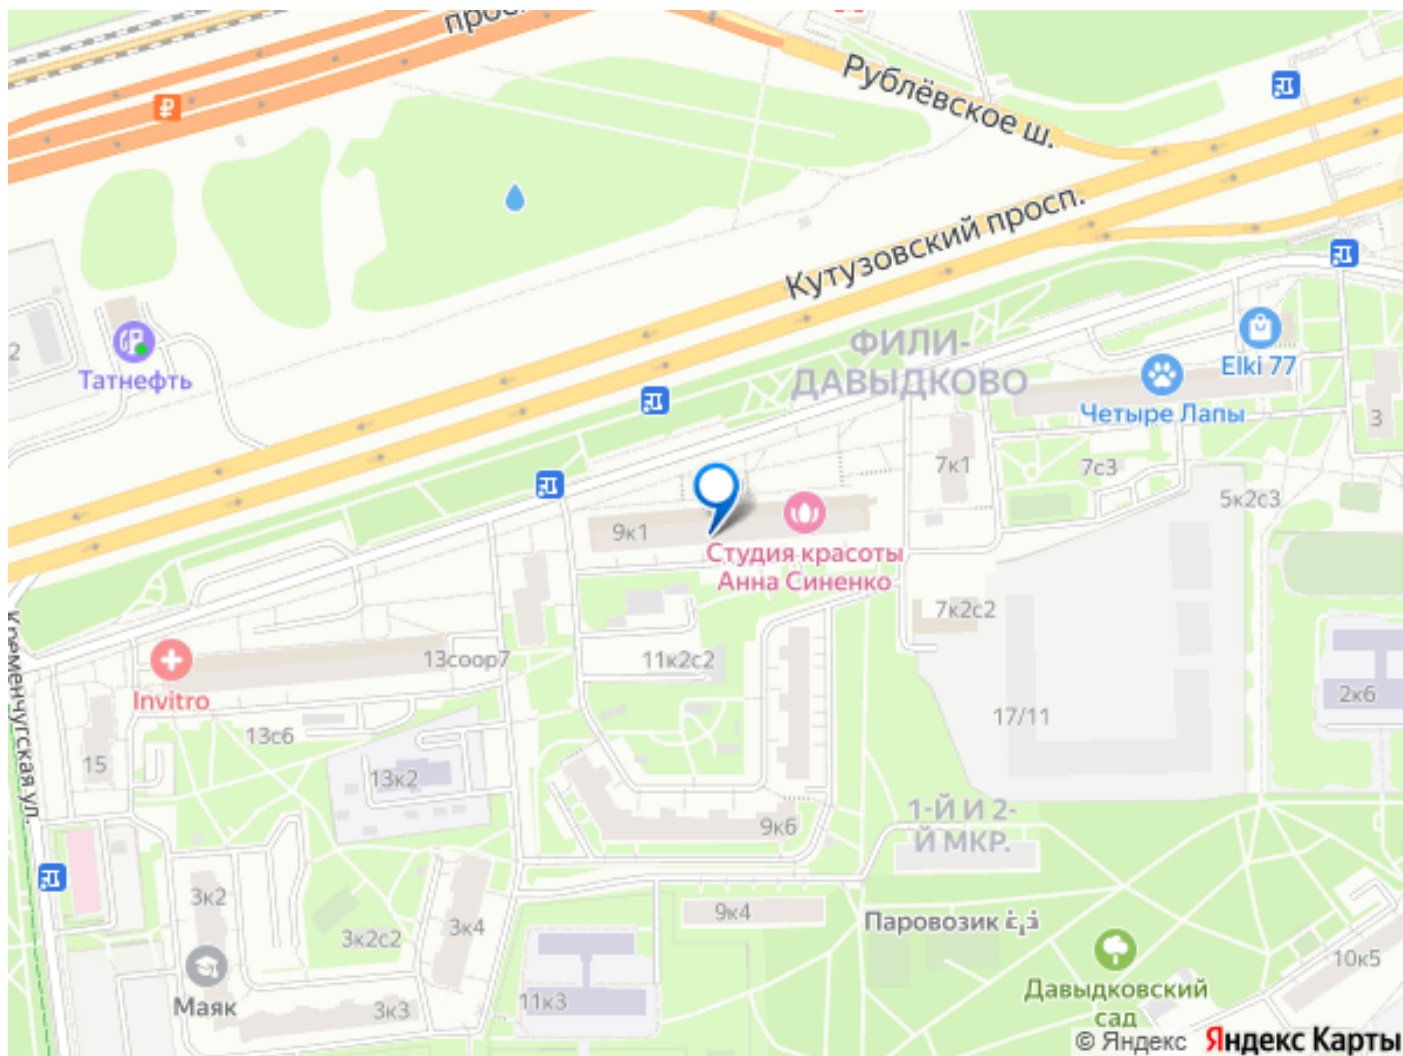 Рублёвское ш.
Кутузовский просп.
ФИЛИ-
ДАВЫДКОВО
Elki 77
2
Татнефть
Четыре Лапы
3
7к1
7с3
5к2с3
9к1
Студия красоты
Анна Синенко
7к2с2
Кременчугская ул.
13соор7
11к2с2
Invitro
2к6
17/11
13с6
15
13к2
9к6
1-Й И 2-
Й МКР.
3к2
9к4
3к4
3к2с2
Паровозик
10к5
Маяк
11к3
3к3
Давыдковский
сад
© Яндекс Яндекс Карты